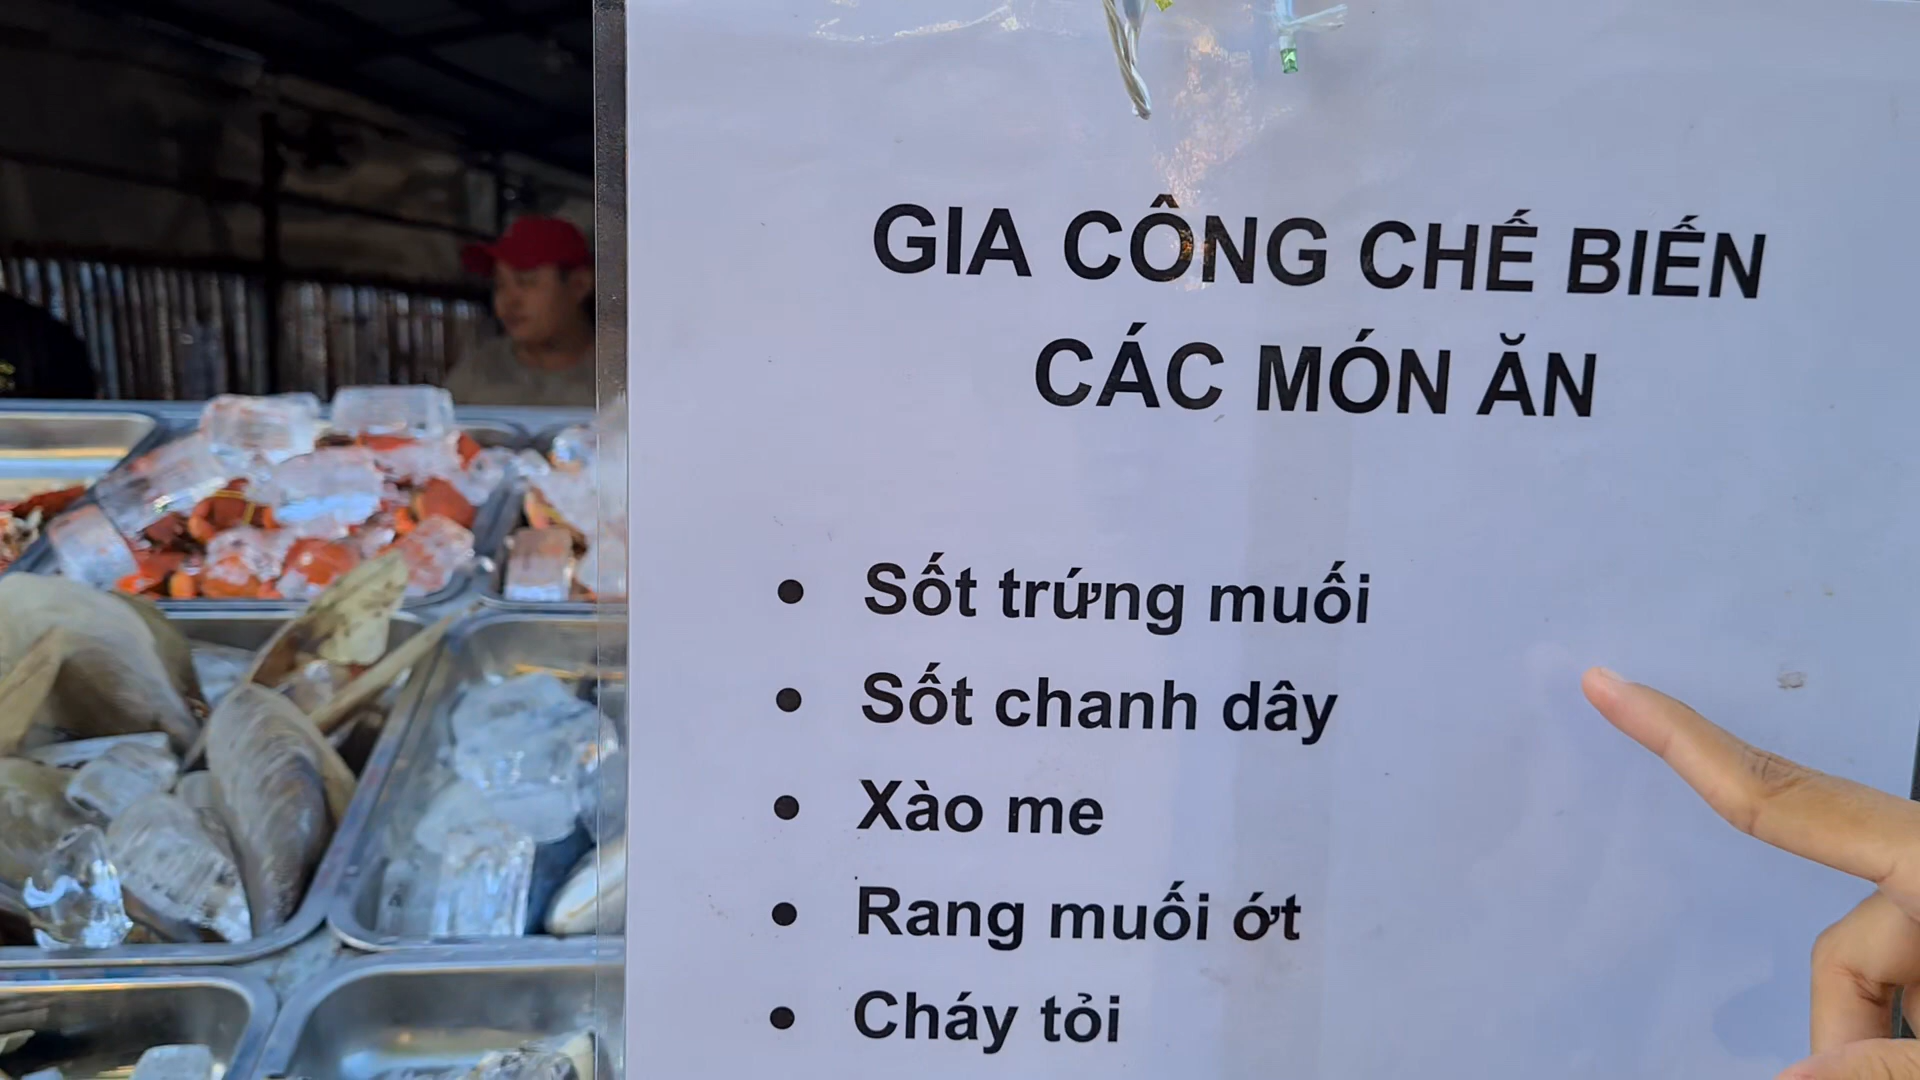 GIA CÔNG CHẾ BIẾN
CÁC MÓN ĂN
• Sốt trứng muối
• Sốt chanh dây
• Xào me
• Rang muối ớt
• Cháy tỏi